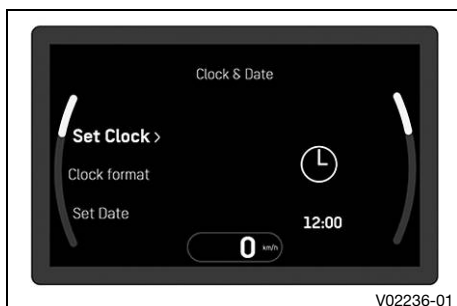 Clock & Date
Set Clock >
Clock format
Set Date
12:00
0 km/h
V02236-01